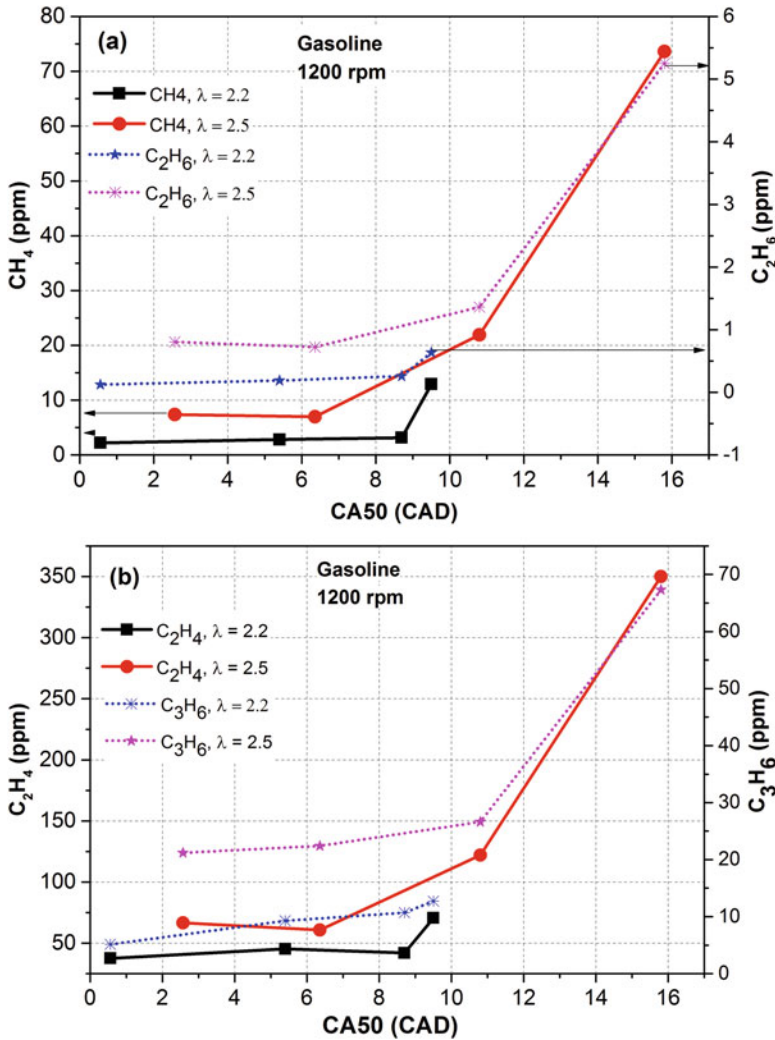 (a)
Gasoline
1200 rpm
CH4, λ = 2.2
CH4, λ = 2.5
C2H6, λ = 2.2
C2H6, λ = 2.5
80
70
60
50
40
30
20
10
0
CH4 (ppm)
6
5
4
3
2
1
0
-1
C2H6 (ppm)
0 2 4 6 8 10 12 14 16
CA50 (CAD)
(b)
Gasoline
1200 rpm
C2H4, λ = 2.2
C2H4, λ = 2.5
C3H6, λ = 2.2
C3H6, λ = 2.5
350
300
250
200
150
100
50
C2H4 (ppm)
70
60
50
40
30
20
10
0
C3H6 (ppm)
0 2 4 6 8 10 12 14 16
CA50 (CAD)